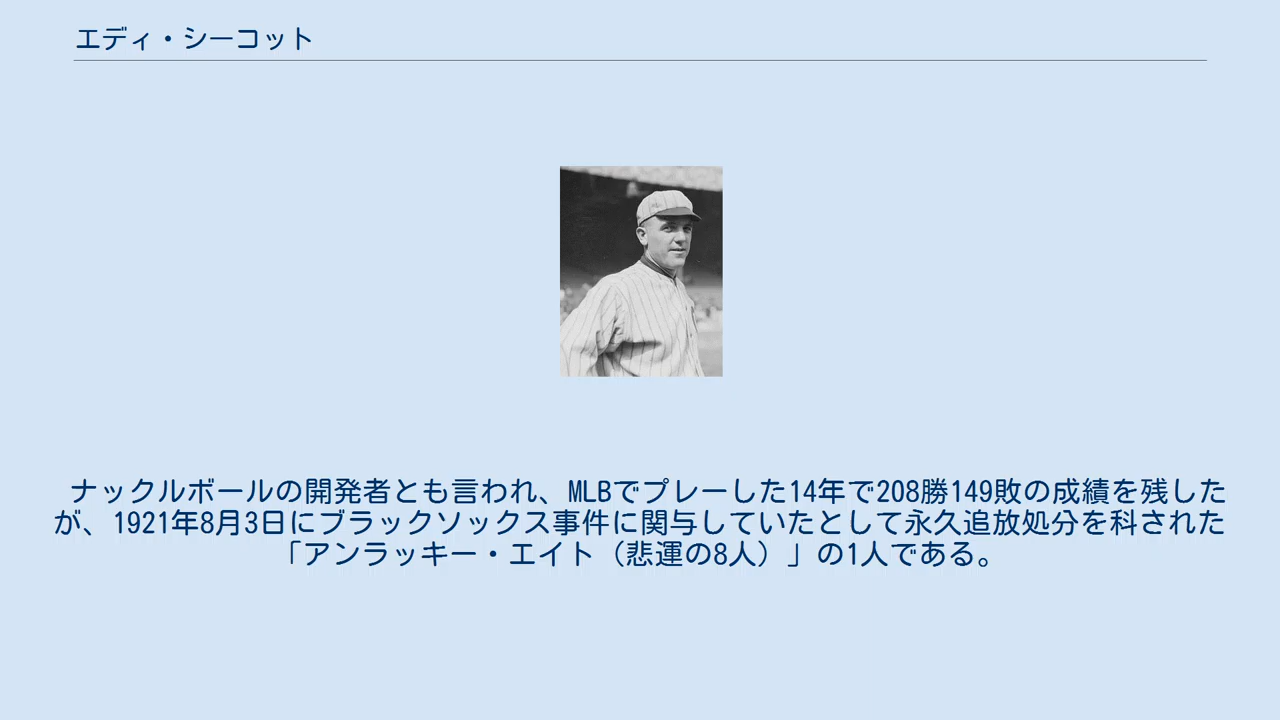 エディ・シーコット
ナックルボールの開発者とも言われ、MLBでプレーした14年で208勝149敗の成績を残した
が、1921年8月3日にブラックソックス事件に関与していたとして永久追放処分を科された
「アンラッキー・エイト（悲運の8人）」の1人である。